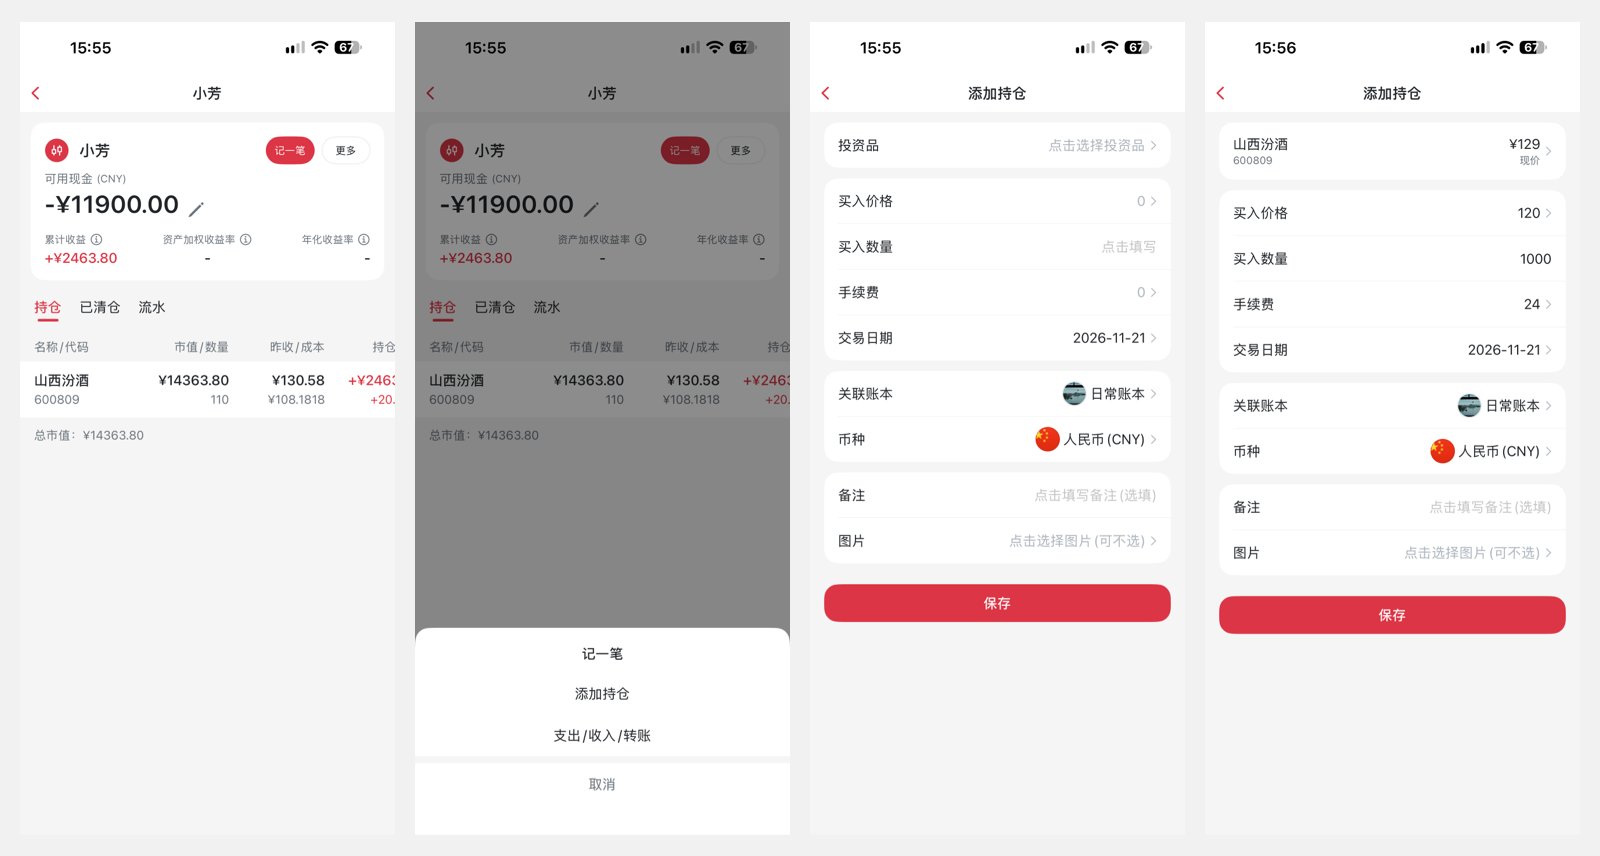 15:55
67
小芳
小芳
记一笔
更多
可用现金 (CNY)
-¥11900.00
累计收益
资产加权收益率
年化收益率
+¥2463.80
-
-
持仓
已清仓
流水
名称/代码
市值/数量
昨收/成本
持仓
山西汾酒
¥14363.80
¥130.58
+¥2463
600809
110
¥108.1818
+20.
总市值：¥14363.80
15:55
67
小芳
小芳
记一笔
更多
可用现金 (CNY)
-¥11900.00
累计收益
资产加权收益率
年化收益率
+¥2463.80
-
-
持仓
已清仓
流水
名称/代码
市值/数量
昨收/成本
持仓
山西汾酒
¥14363.80
¥130.58
+¥2463
600809
110
¥108.1818
+20.
总市值：¥14363.80
记一笔
添加持仓
支出/收入/转账
取消
15:55
67
添加持仓
投资品
点击选择投资品
买入价格
0
买入数量
点击填写
手续费
0
交易日期
2026-11-21
关联账本
日常账本
币种
人民币(CNY)
备注
点击填写备注(选填)
图片
点击选择图片(可不选)
保存
15:56
67
添加持仓
山西汾酒
¥129
600809
现价
买入价格
120
买入数量
1000
手续费
24
交易日期
2026-11-21
关联账本
日常账本
币种
人民币(CNY)
备注
点击填写备注(选填)
图片
点击选择图片(可不选)
保存